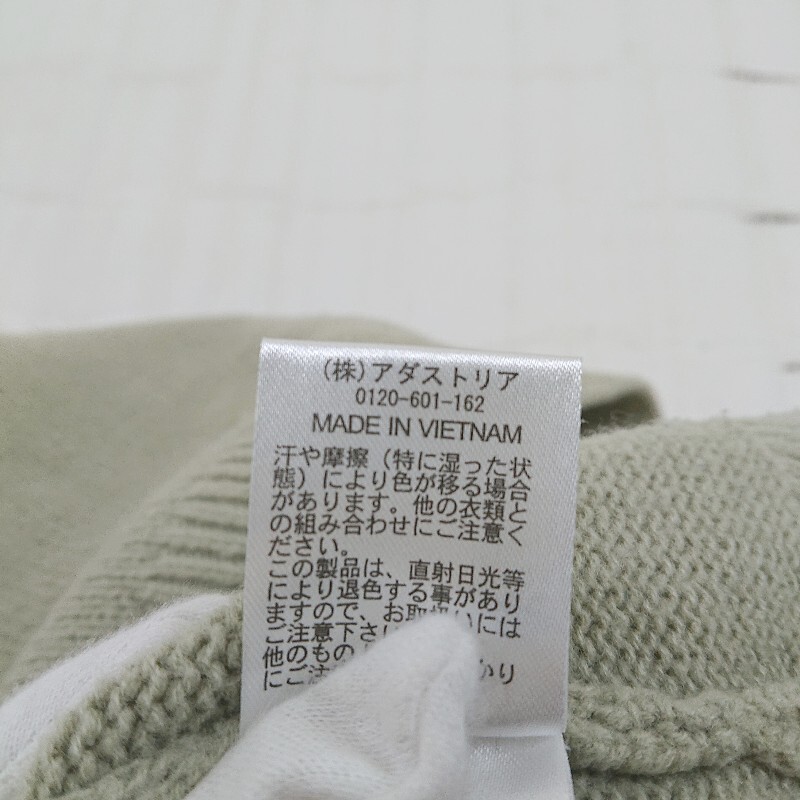 (株)アダストリア
0120-601-162
MADE IN VIETNAM
汗や摩擦（特に湿った状
態）により色が移る場合
があります。他の衣類と
の組み合わせにご注意く
ださい。
この製品は、直射日光等
により退色する事があり
ますので、お取扱いには
ご注意下さ
他のもの
にご注 かり